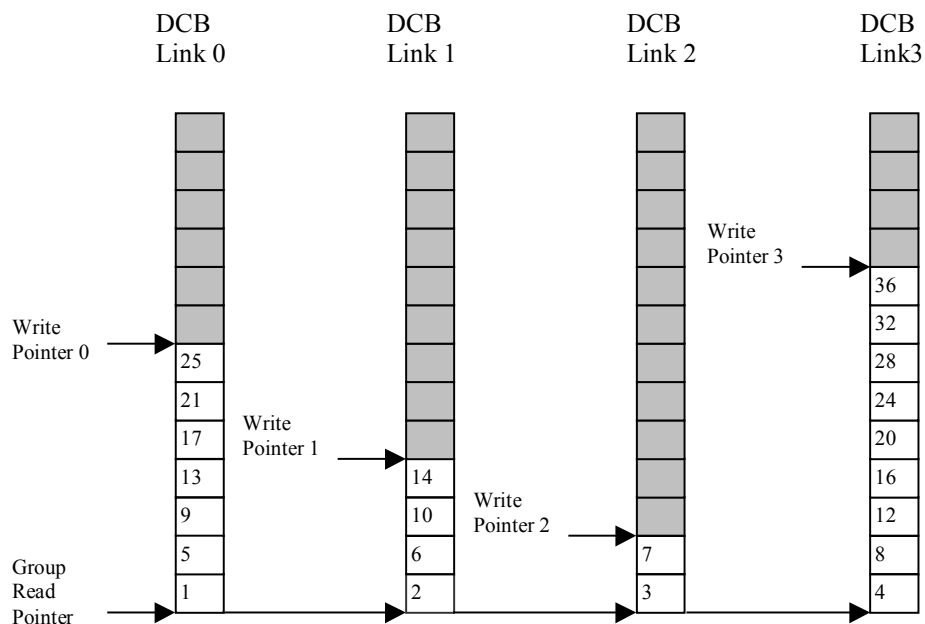 DCB DCB DCB DCB
Link 0 Link 1 Link 2 Link3
Write
Pointer 3
36
Write
Pointer 0
32
25 28
21 24
Write
Pointer 1
17 20
13 14 16
Write
Pointer 2
9 10 12
Group
Read
Pointer
5 6 7 8
1 2 3 4